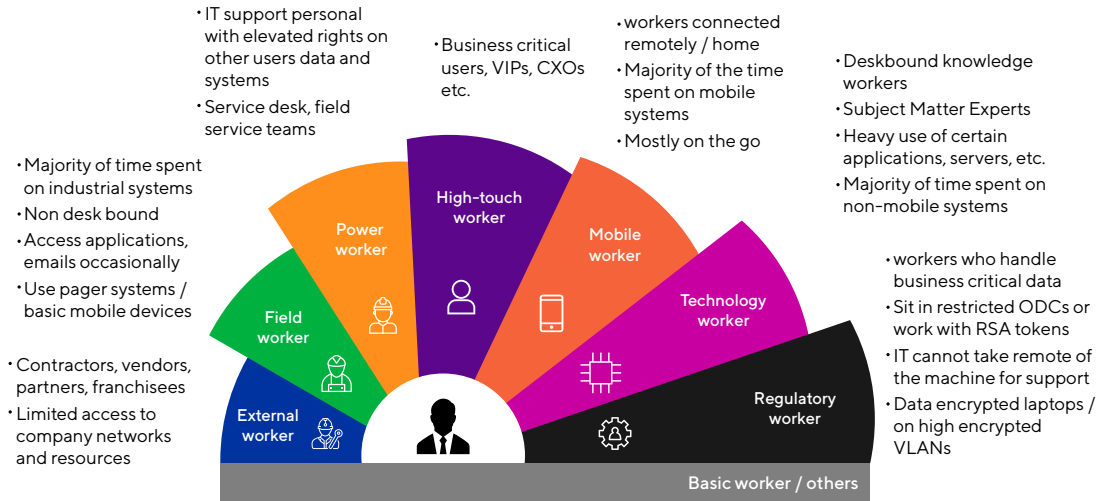 • IT support personal
with elevated rights on
other users data and
systems
• Service desk, field
service teams
• Business critical
users, VIPs, CXOs
etc.
• workers connected
remotely / home
• Majority of the time
spent on mobile
systems
• Mostly on the go
• Deskbound knowledge
workers
• Subject Matter Experts
• Heavy use of certain
applications, servers, etc.
• Majority of time spent on
non-mobile systems
• Majority of time spent
on industrial systems
• Non desk bound
• Access applications,
emails occasionally
• Use pager systems /
basic mobile devices
• workers who handle
business critical data
• Sit in restricted ODCs or
work with RSA tokens
• IT cannot take remote of
the machine for support
• Data encrypted laptops /
on high encrypted
VLANs
• Contractors, vendors,
partners, franchisees
• Limited access to
company networks
and resources
External
worker
Field
worker
Power
worker
High-touch
worker
Mobile
worker
Technology
worker
Regulatory
worker
Basic worker / others